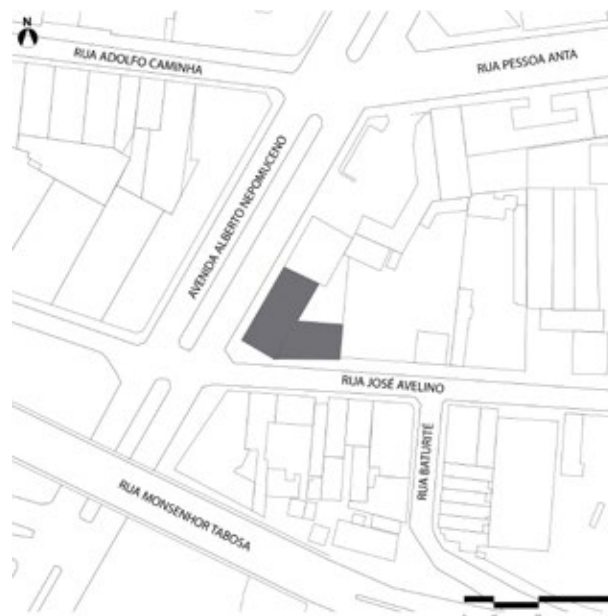 N
RUA ADOLFO CAMINHA
RUA PESSOA ANTA
AVENIDA ALBERTO NEPOMUCENO
RUA JOSÉ AVELINO
RUA BATURITÉ
RUA MONSENHOR TABOSA